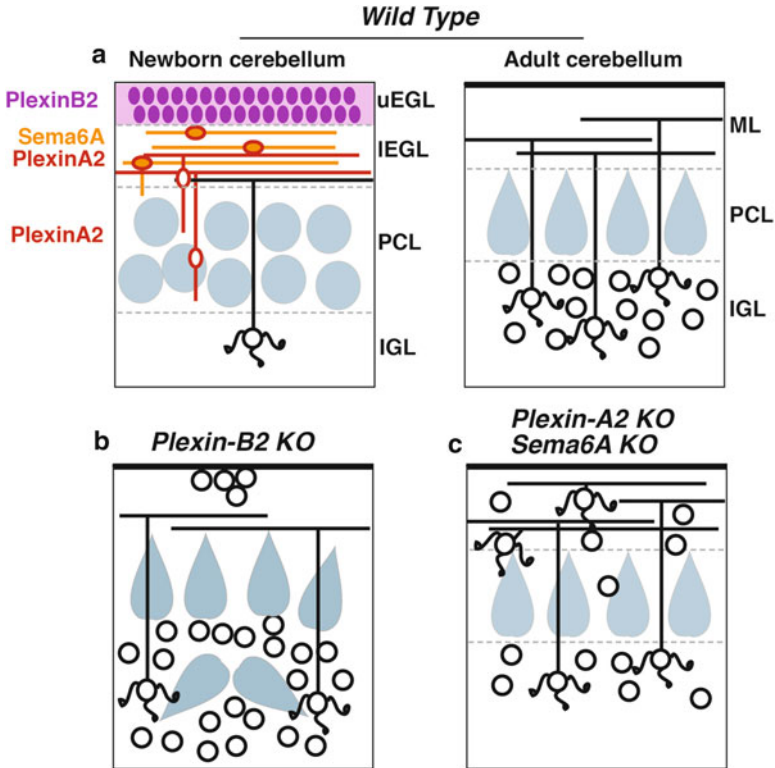 Wild Type
a
Newborn cerebellum
Adult cerebellum
PlexinB2
uEGL
Sema6A
PlexinA2
lEGL
PlexinA2
PCL
IGL
ML
PCL
IGL
b
Plexin-B2 KO
c
Plexin-A2 KO
Sema6A KO